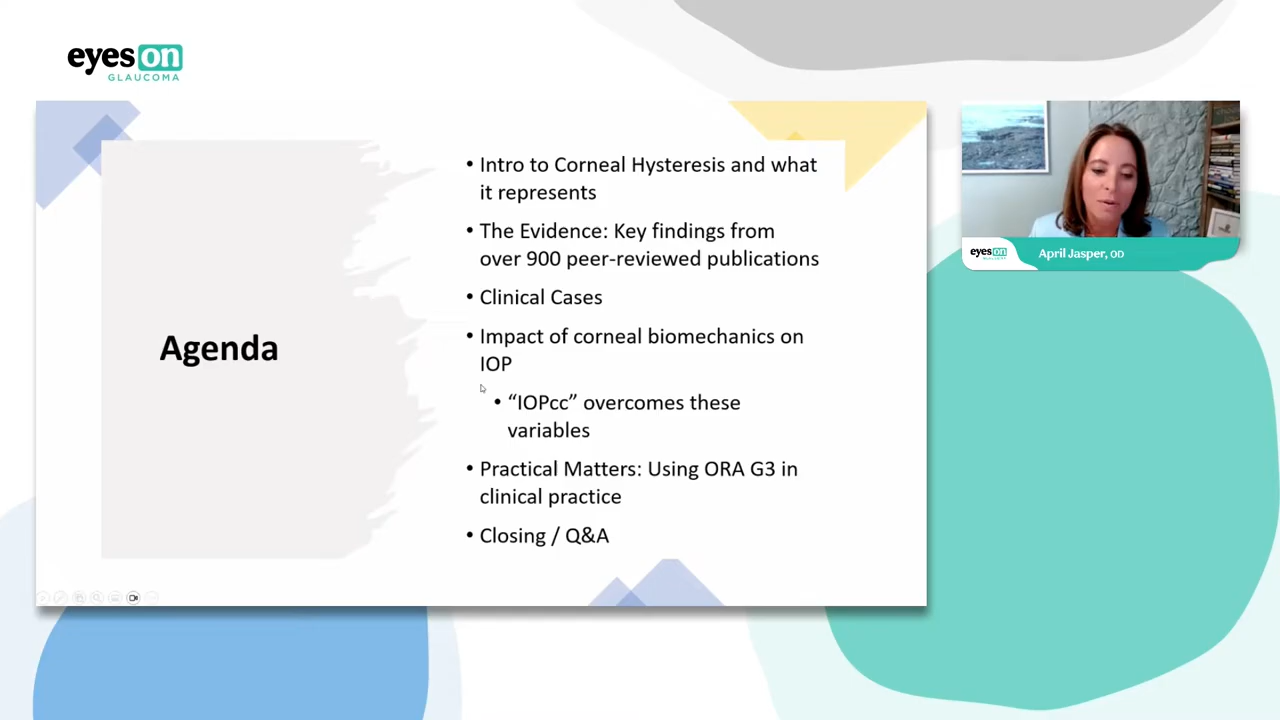 eyes on
GLAUCOMA
Agenda
• Intro to Corneal Hysteresis and what
it represents
• The Evidence: Key findings from
over 900 peer-reviewed publications
• Clinical Cases
• Impact of corneal biomechanics on
IOP
• “IOPcc” overcomes these
variables
• Practical Matters: Using ORA G3 in
clinical practice
• Closing / Q&A
eyes on
April Jasper, OD